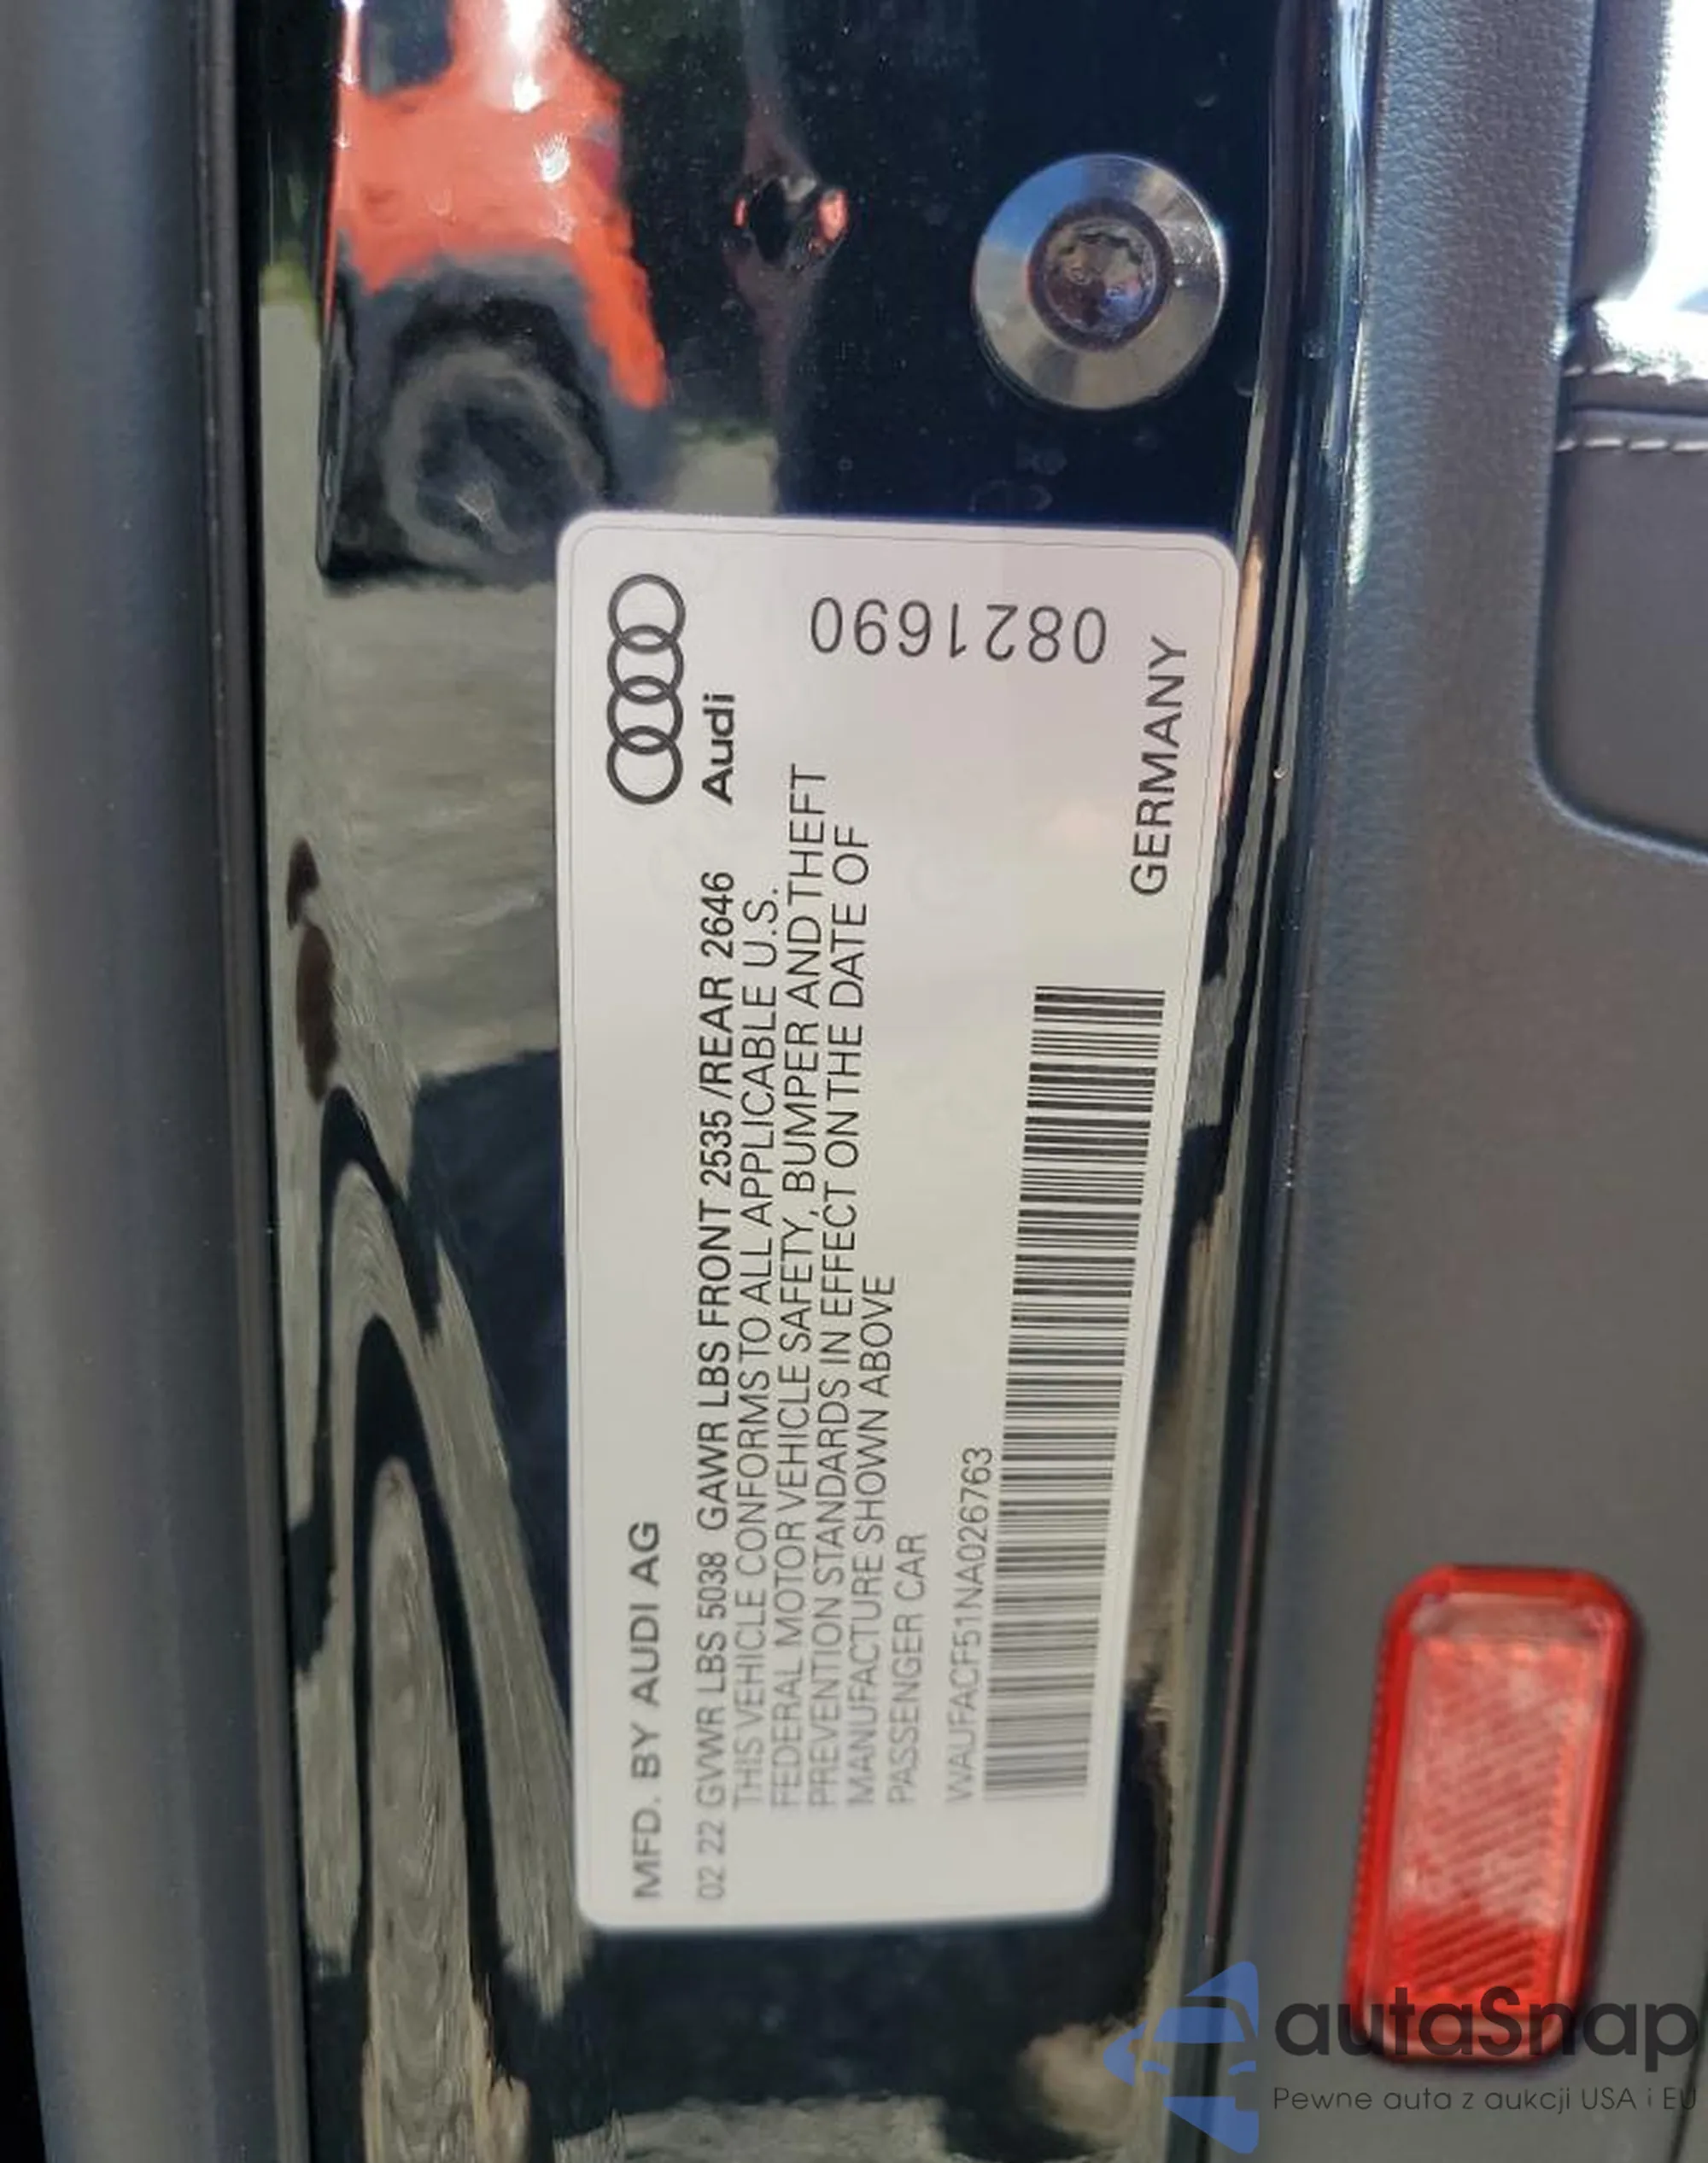 MFD. BY AUDI AG
Audi
02 22 GVWR LBS 5038 GAWR LBS FRONT 2535 /REAR 2646
THIS VEHICLE CONFORMS TO ALL APPLICABLE U.S.
FEDERAL MOTOR VEHICLE SAFETY, BUMPER AND THEFT
PREVENTION STANDARDS IN EFFECT ON THE DATE OF
MANUFACTURE SHOWN ABOVE
PASSENGER CAR
0821690
WAUFACF51NA026763
GERMANY
autaSnap
Pewne auta z aukcji USA i EU